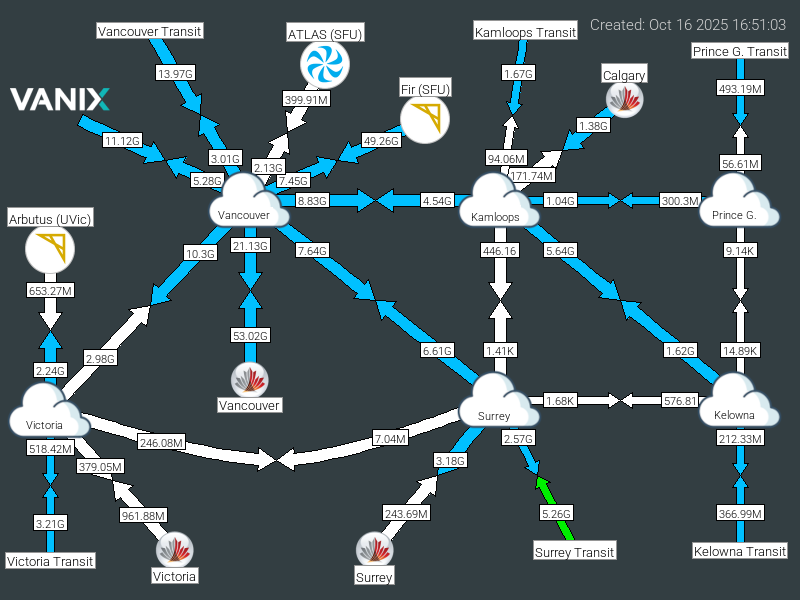 Created: Oct 16 2025 16:51:03
Vancouver Transit
ATLAS (SFU)
Kamloops Transit
Prince G. Transit
13.97G
1.67G
Calgary
Fir (SFU)
493.19M
VANIX
399.91M
11.12G
49.26G
1.38G
3.01G
94.06M
56.61M
2.13G
171.74M
5.28G
7.45G
8.83G
4.54G
1.04G
300.3M
Vancouver
Kamloops
Prince G.
Arbutus (UVic)
10.3G
21.13G
7.64G
446.16
5.64G
9.14K
653.27M
53.02G
2.98G
6.61G
1.41K
1.62G
14.89K
2.24G
Vancouver
1.68K
576.81
Victoria
Surrey
Kelowna
518.42M
246.08M
7.04M
2.57G
212.33M
379.05M
3.18G
3.21G
961.88M
243.69M
5.26G
366.99M
Victoria Transit
Victoria
Surrey
Surrey Transit
Kelowna Transit